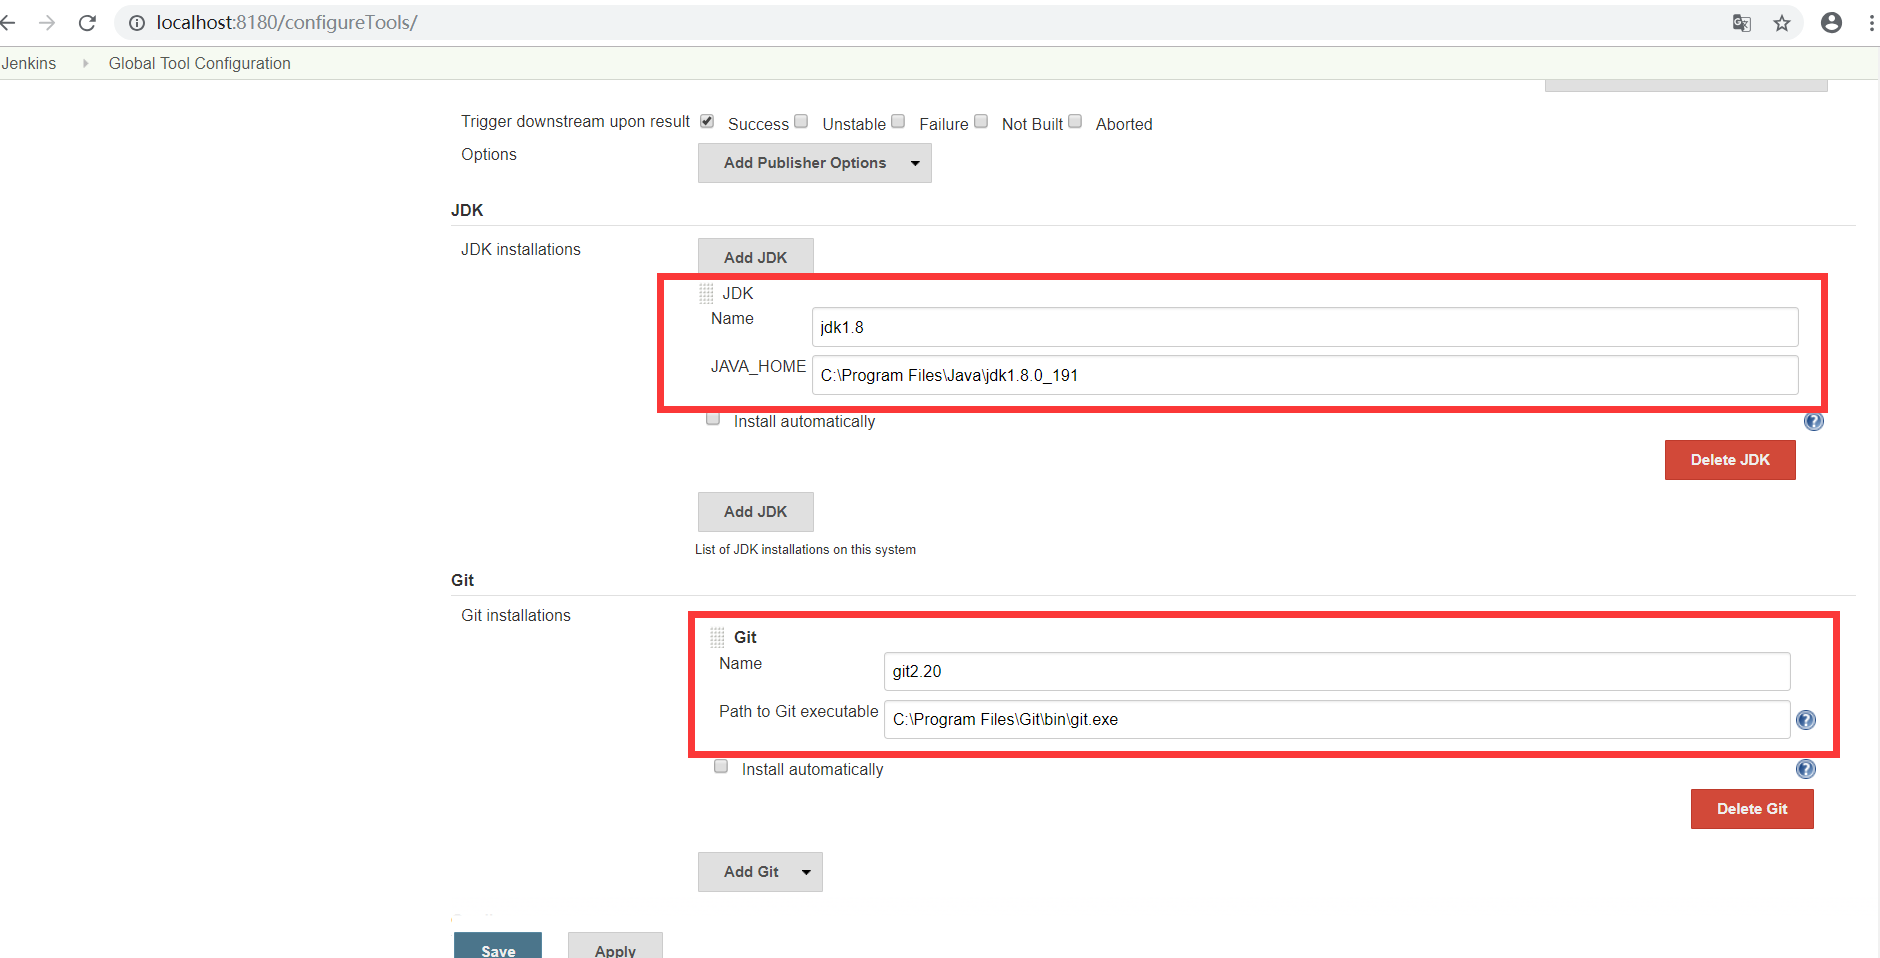 localhost:8180/configureTools/
Jenkins
Global Tool Configuration
Trigger downstream upon result
Success
Unstable
Failure
Not Built
Aborted
Options
Add Publisher Options
JDK
JDK installations
Add JDK
JDK
Name
jdk1.8
JAVA_HOME
C:\Program Files\Java\jdk1.8.0_191
Install automatically
Delete JDK
Add JDK
List of JDK installations on this system
Git
Git installations
Git
Name
git2.20
Path to Git executable
C:\Program Files\Git\bin\git.exe
Install automatically
Delete Git
Add Git
Save
Apply